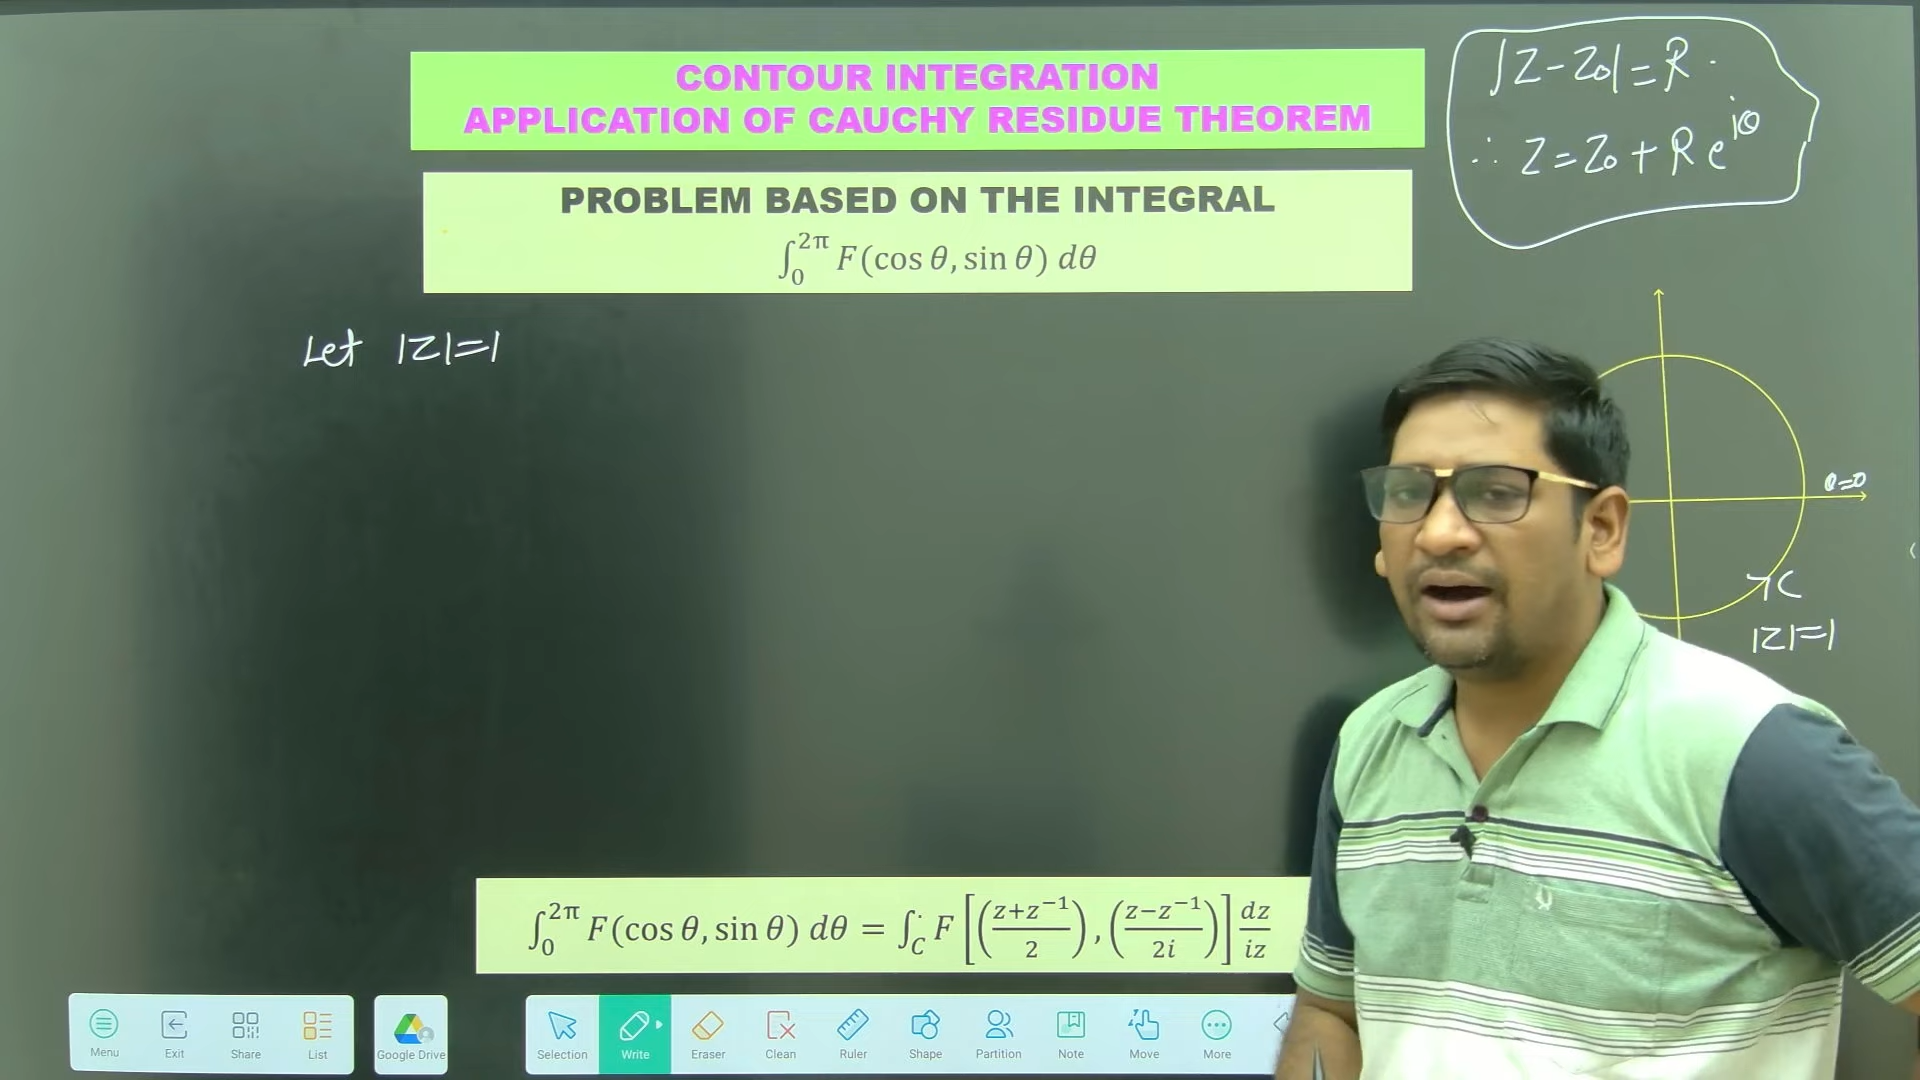 CONTOUR INTEGRATION
APPLICATION OF CAUCHY RESIDUE THEOREM
PROBLEM BASED ON THE INTEGRAL
∫₀^{2π} F(cos θ, sin θ) dθ
|z-z₀|=R.
∴ z=z₀+Re^{iθ}
Let |z|=1
θ=0
C
|z|=1
∫₀^{2π} F(cos θ, sin θ) dθ = ∫_C F[((z+z⁻¹)/2), ((z−z⁻¹)/2i)] dz/iz
Menu Exit Share List Google Drive Selection Write Eraser Clean Ruler Shape Partition Note Move More